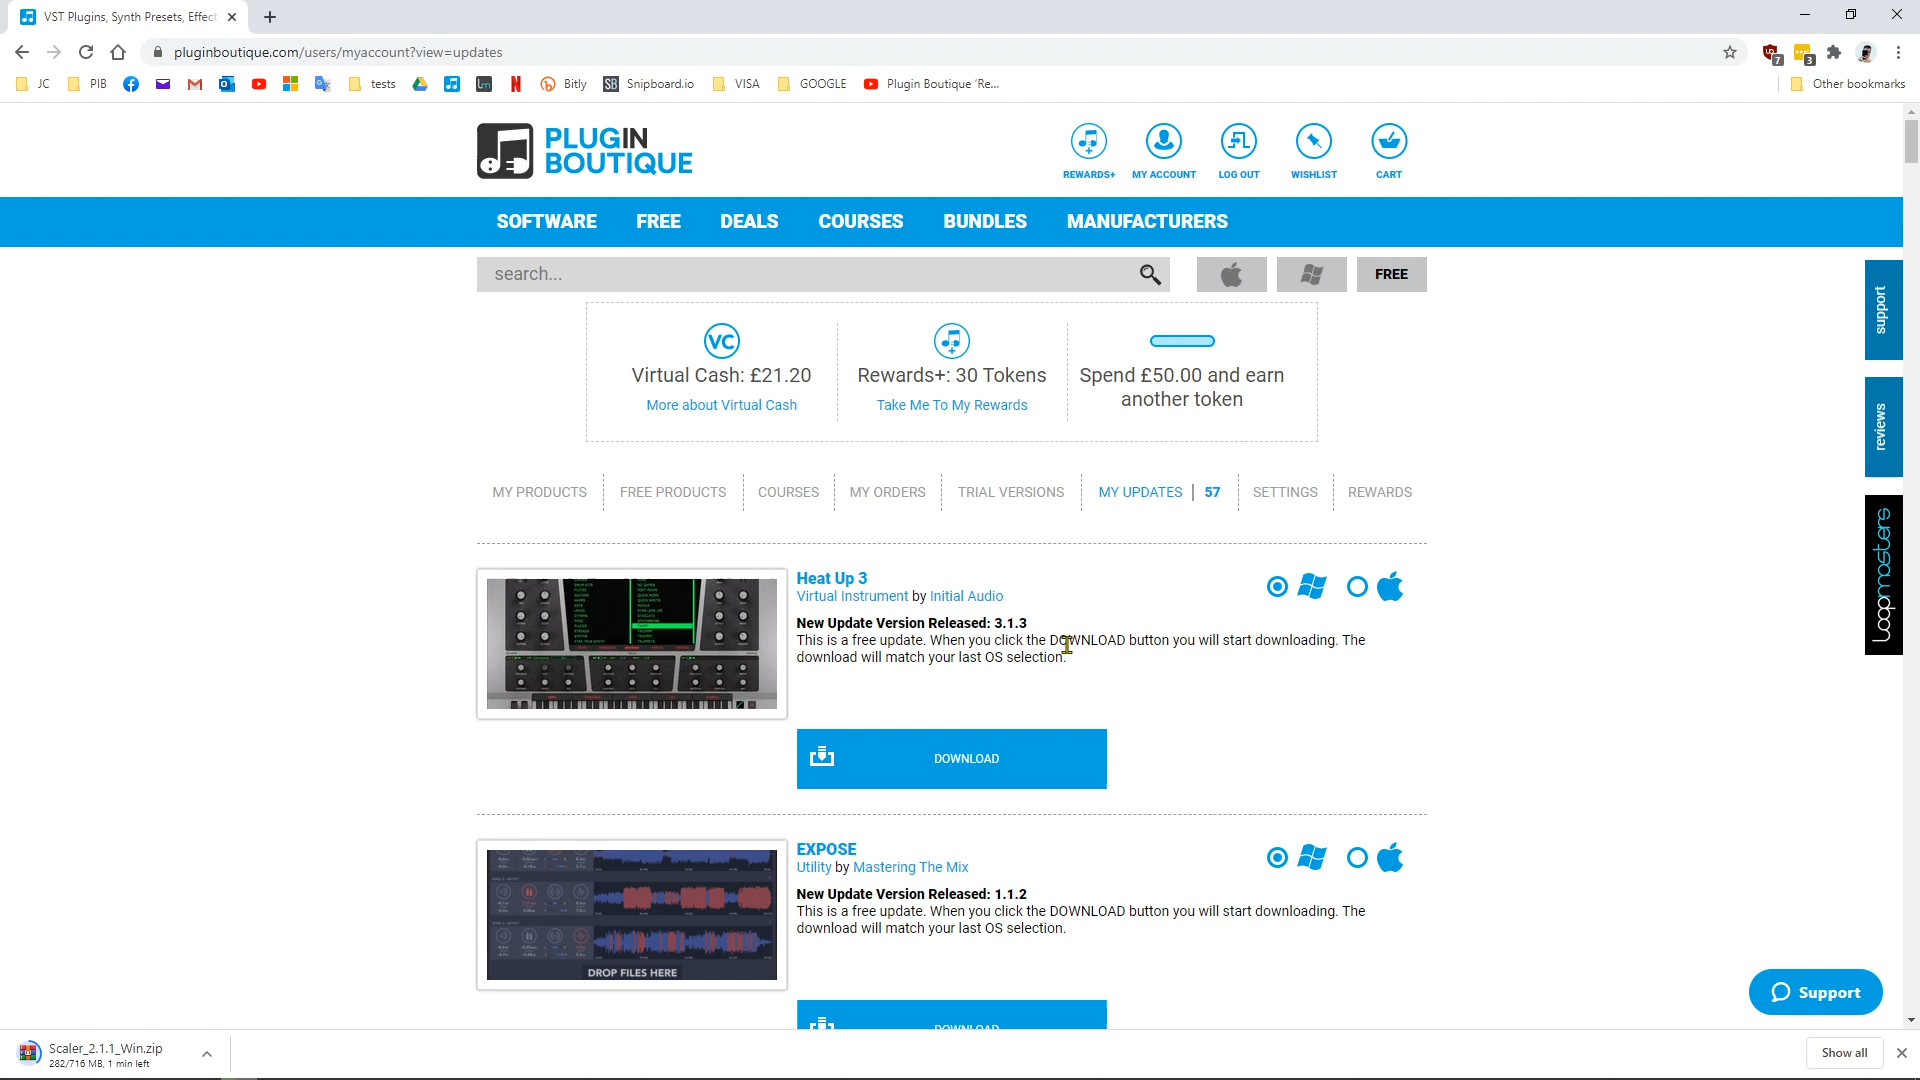 VST Plugins, Synth Presets, Effect
pluginboutique.com/users/myaccount?view=updates
7
3
JC
PIB
tests
Bitly
SB
Snipboard.io
VISA
GOOGLE
Plugin Boutique 'Re...
Other bookmarks
PLUGIN
BOUTIQUE
REWARDS+
MY ACCOUNT
LOG OUT
WISHLIST
CART
SOFTWARE
FREE
DEALS
COURSES
BUNDLES
MANUFACTURERS
search...
FREE
VC
Virtual Cash: £21.20
More about Virtual Cash
Rewards+: 30 Tokens
Take Me To My Rewards
Spend £50.00 and earn
another token
support
reviews
loopmasters
MY PRODUCTS
FREE PRODUCTS
COURSES
MY ORDERS
TRIAL VERSIONS
MY UPDATES | 57
SETTINGS
REWARDS
Heat Up 3
Virtual Instrument by Initial Audio
New Update Version Released: 3.1.3
This is a free update. When you click the DOWNLOAD button you will start downloading. The
download will match your last OS selection.
DOWNLOAD
EXPOSE
Utility by Mastering The Mix
New Update Version Released: 1.1.2
This is a free update. When you click the DOWNLOAD button you will start downloading. The
download will match your last OS selection.
DROP FILES HERE
DOWNLOAD
Support
Scaler_2.1.1_Win.zip
282/716 MB, 1 min left
Show all